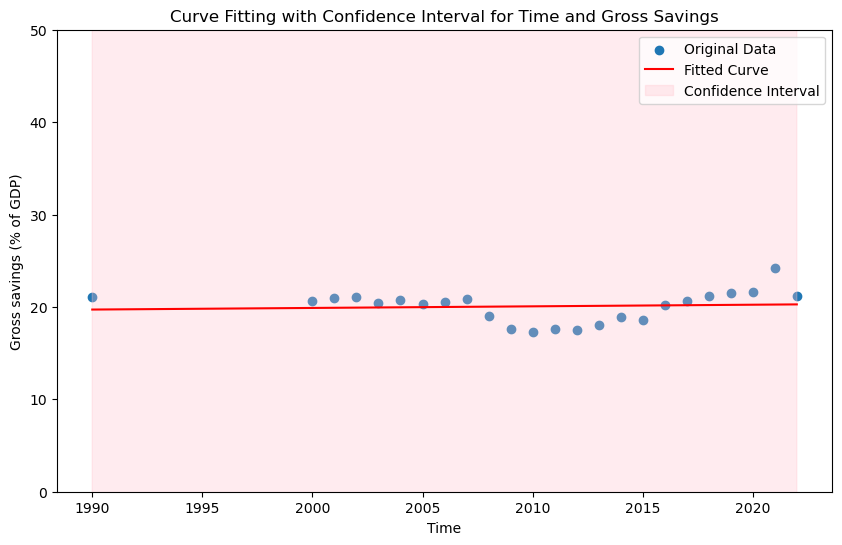 Curve Fitting with Confidence Interval for Time and Gross Savings
Original Data
Fitted Curve
Confidence Interval
Gross savings (% of GDP)
50
40
30
20
10
0
1990 1995 2000 2005 2010 2015 2020
Time